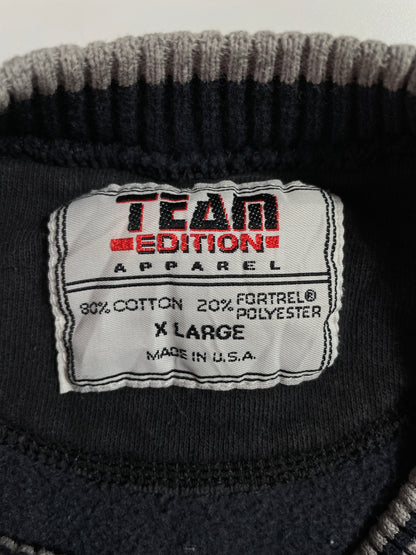 TEAM
EDITION
APPAREL
80% COTTON 20% FORTREL®
POLYESTER
X LARGE
MADE IN U.S.A.